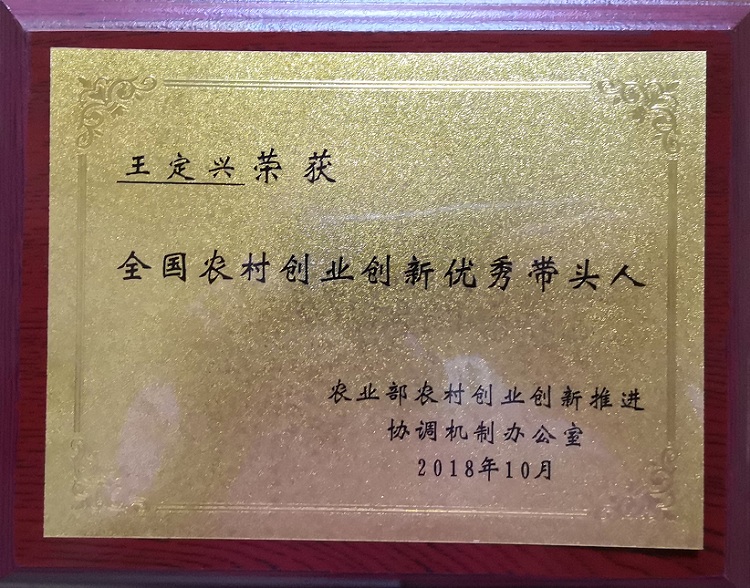 王定兴荣获
全国农村创业创新优秀带头人
农业部农村创业创新推进
协调机制办公室
2018年10月